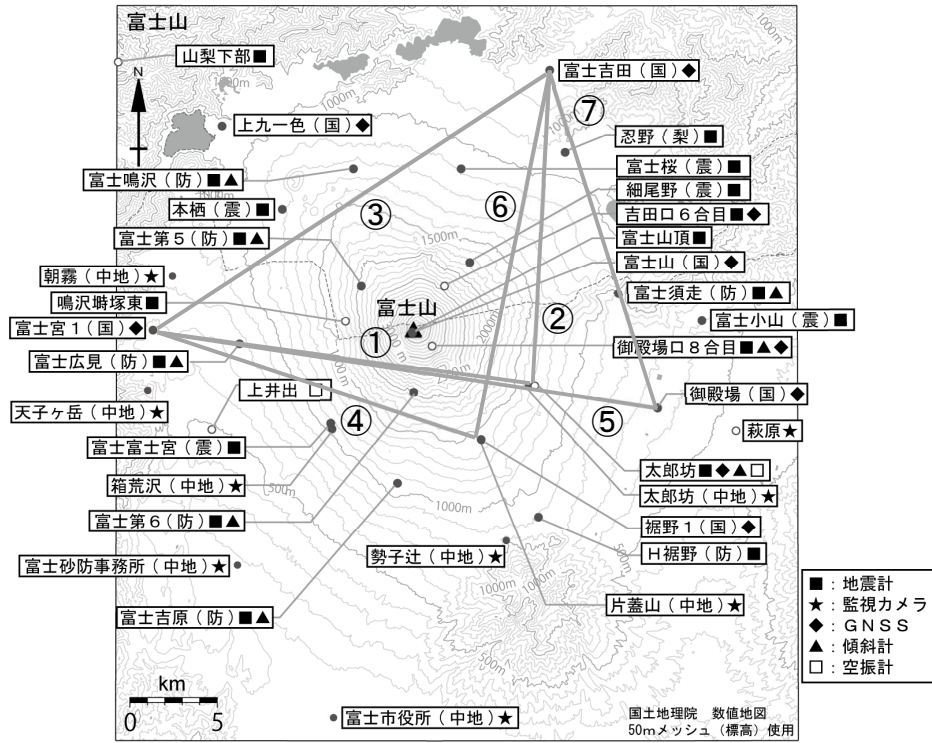 富士山
山梨下部■
N
1000m
1000m
富士吉田（国）◆
⑦
1000m
上九一色（国）◆
忍野（梨）■
富士鳴沢（防）■▲
富士桜（震）■
細尾野（震）■
本栖（震）■
③
⑥
吉田口６合目■◆
富士第５（防）■▲
1500m
富士山頂■
富士山（国）◆
朝霧（中地）★
富士須走（防）■▲
鳴沢塒塚東■
富士山
②
2000m
富士小山（震）■
富士宮１（国）◆
①
御殿場口８合目■▲◆
富士広見（防）■▲
上井出□
御殿場（国）◆
天子ヶ岳（中地）★
④
⑤
萩原★
富士富士宮（震）■
太郎坊■◆▲□
箱荒沢（中地）★
500m
太郎坊（中地）★
1000m
富士第６（防）■▲
裾野１（国）◆
勢子辻（中地）★
H裾野（防）■
500m
富士砂防事務所（中地）★
1000m
1000m
片蓋山（中地）★
富士吉原（防）■▲
500m
■：地震計
★：監視カメラ
◆：GNSS
▲：傾斜計
□：空振計
km
0 5
富士市役所（中地）★
国土地理院　数値地図
50mメッシュ（標高）使用